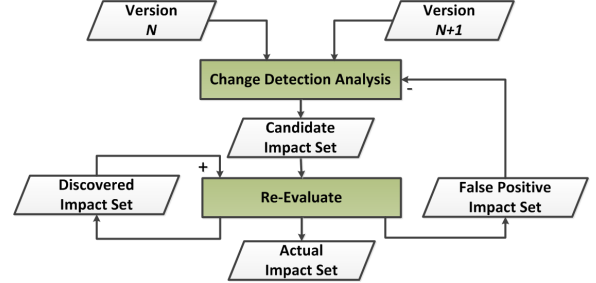 Version
N
Version
N+1
Change Detection Analysis
-
Candidate
Impact Set
+
Discovered
Impact Set
Re-Evaluate
False Positive
Impact Set
Actual
Impact Set